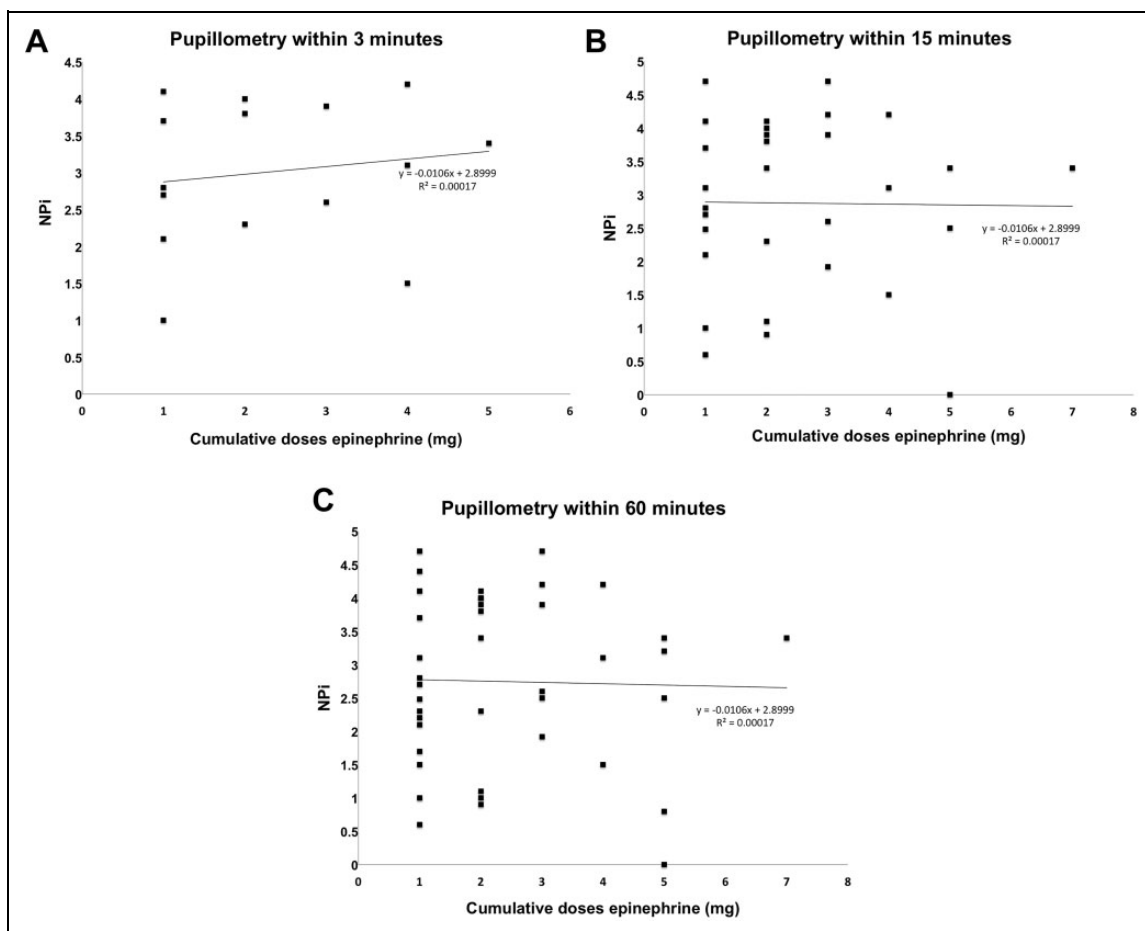 A
Pupillometry within 3 minutes
4.5
4
3.5
3
2.5
2
1.5
1
0.5
0
NPi
y = -0.0106x + 2.8999
R² = 0.00017
0 1 2 3 4 5 6
Cumulative doses epinephrine (mg)
B
Pupillometry within 15 minutes
5
4.5
4
3.5
3
2.5
2
1.5
1
0.5
0
NPi
y = -0.0106x + 2.8999
R² = 0.00017
0 1 2 3 4 5 6 7 8
Cumulative doses epinephrine (mg)
C
Pupillometry within 60 minutes
5
4.5
4
3.5
3
2.5
2
1.5
1
0.5
0
NPi
y = -0.0106x + 2.8999
R² = 0.00017
0 1 2 3 4 5 6 7 8
Cumulative doses epinephrine (mg)